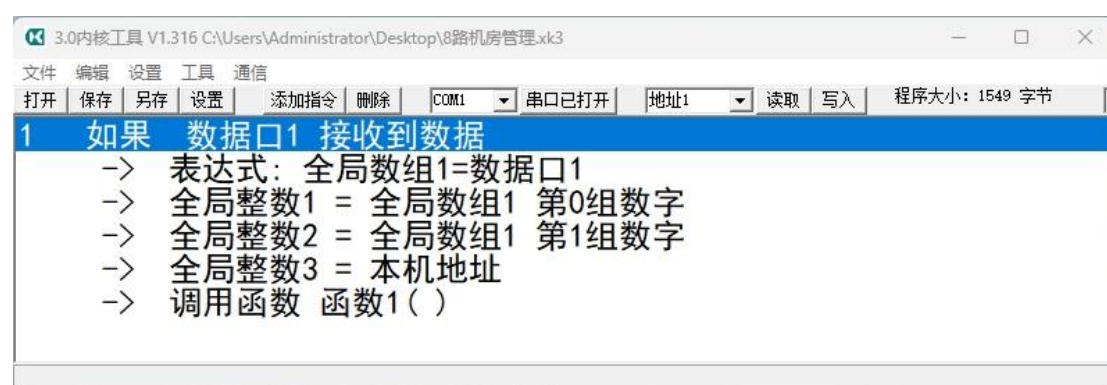 3.0内核工具 V1.316 C:\Users\Administrator\Desktop\8路机房管理.xk3
文件 编辑 设置 工具 通信
打开 保存 另存 设置 添加指令 删除 COM1 串口已打开 地址1 读取 写入 程序大小: 1549 字节
1 如果 数据口1 接收到数据
-> 表达式: 全局数组1=数据口1
-> 全局整数1 = 全局数组1 第0组数字
-> 全局整数2 = 全局数组1 第1组数字
-> 全局整数3 = 本机地址
-> 调用函数 函数1( )